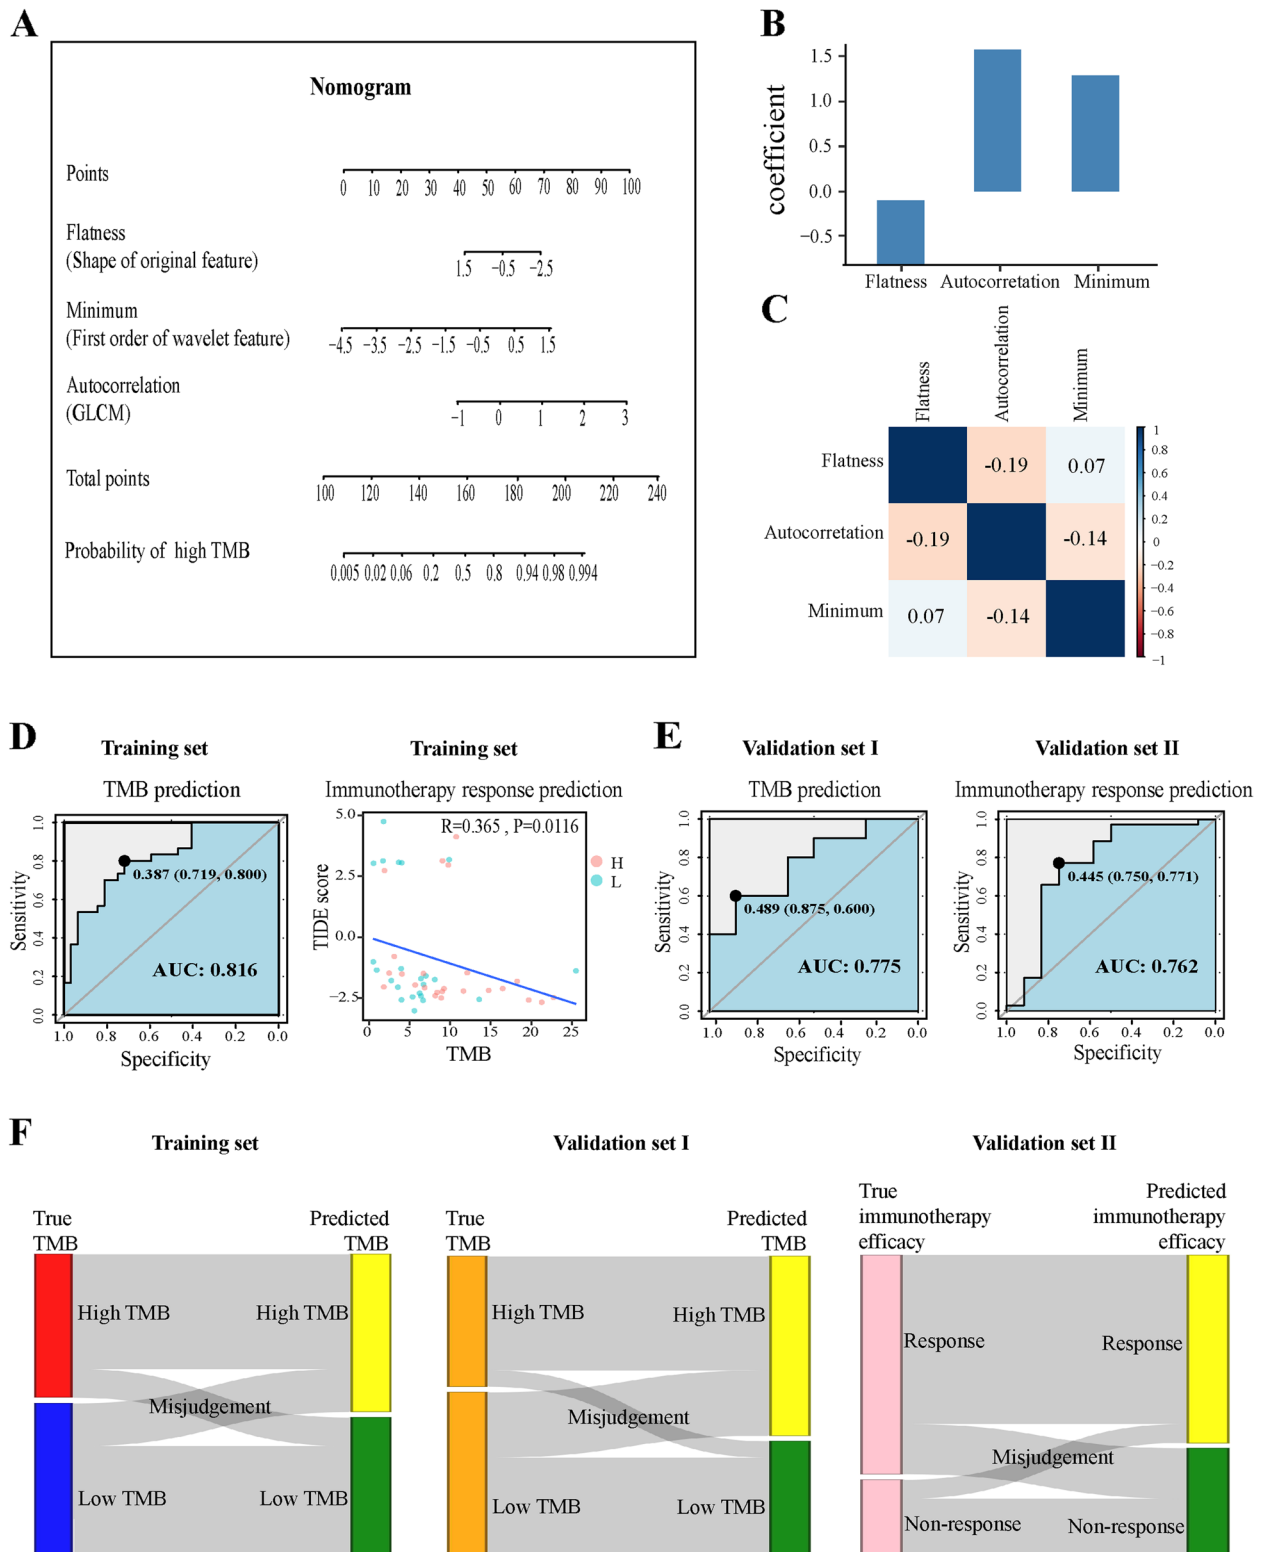 A
Nomogram
Points
0 10 20 30 40 50 60 70 80 90 100
Flatness
(Shape of original feature)
1.5 −0.5 −2.5
Minimum
(First order of wavelet feature)
-4.5 −3.5 −2.5 −1.5 −0.5 0.5 1.5
Autocorrelation
(GLCM)
−1 0 1 2 3
Total points
100 120 140 160 180 200 220 240
Probability of high TMB
0.005 0.02 0.06 0.2 0.5 0.8 0.94 0.98 0.994
B
coefficient
1.5
1.0
0.5
0.0
−0.5
Flatness Autocorretation Minimum
C
Flatness Autocorrelation Minimum
Flatness -0.19 0.07
Autocorretation -0.19 -0.14
Minimum 0.07 -0.14
1
0.8
0.6
0.4
0.2
0
−0.2
−0.4
−0.6
−0.8
−1
D
Training set
TMB prediction
Sensitivity
0.0 0.2 0.4 0.6 0.8 1.0
0.387 (0.719, 0.800)
AUC: 0.816
1.0 0.8 0.6 0.4 0.2 0.0
Specificity
Training set
Immunotherapy response prediction
TIDE score
5.0
2.5
0.0
−2.5
R=0.365 , P=0.0116
H
L
0 5 10 15 20 25
TMB
E
Validation set I
TMB prediction
Sensitivity
0.0 0.2 0.4 0.6 0.8 1.0
0.489 (0.875, 0.600)
AUC: 0.775
1.0 0.8 0.6 0.4 0.2 0.0
Specificity
Validation set II
Immunotherapy response prediction
Sensitivity
0.0 0.2 0.4 0.6 0.8 1.0
0.445 (0.750, 0.771)
AUC: 0.762
1.0 0.8 0.6 0.4 0.2 0.0
Specificity
F
Training set
True
TMB
Predicted
TMB
High TMB High TMB
Misjudgement
Low TMB Low TMB
Validation set I
True
TMB
Predicted
TMB
High TMB High TMB
Misjudgement
Low TMB Low TMB
Validation set II
True
immunotherapy
efficacy
Predicted
immunotherapy
efficacy
Response Response
Misjudgement
Non-response Non-response